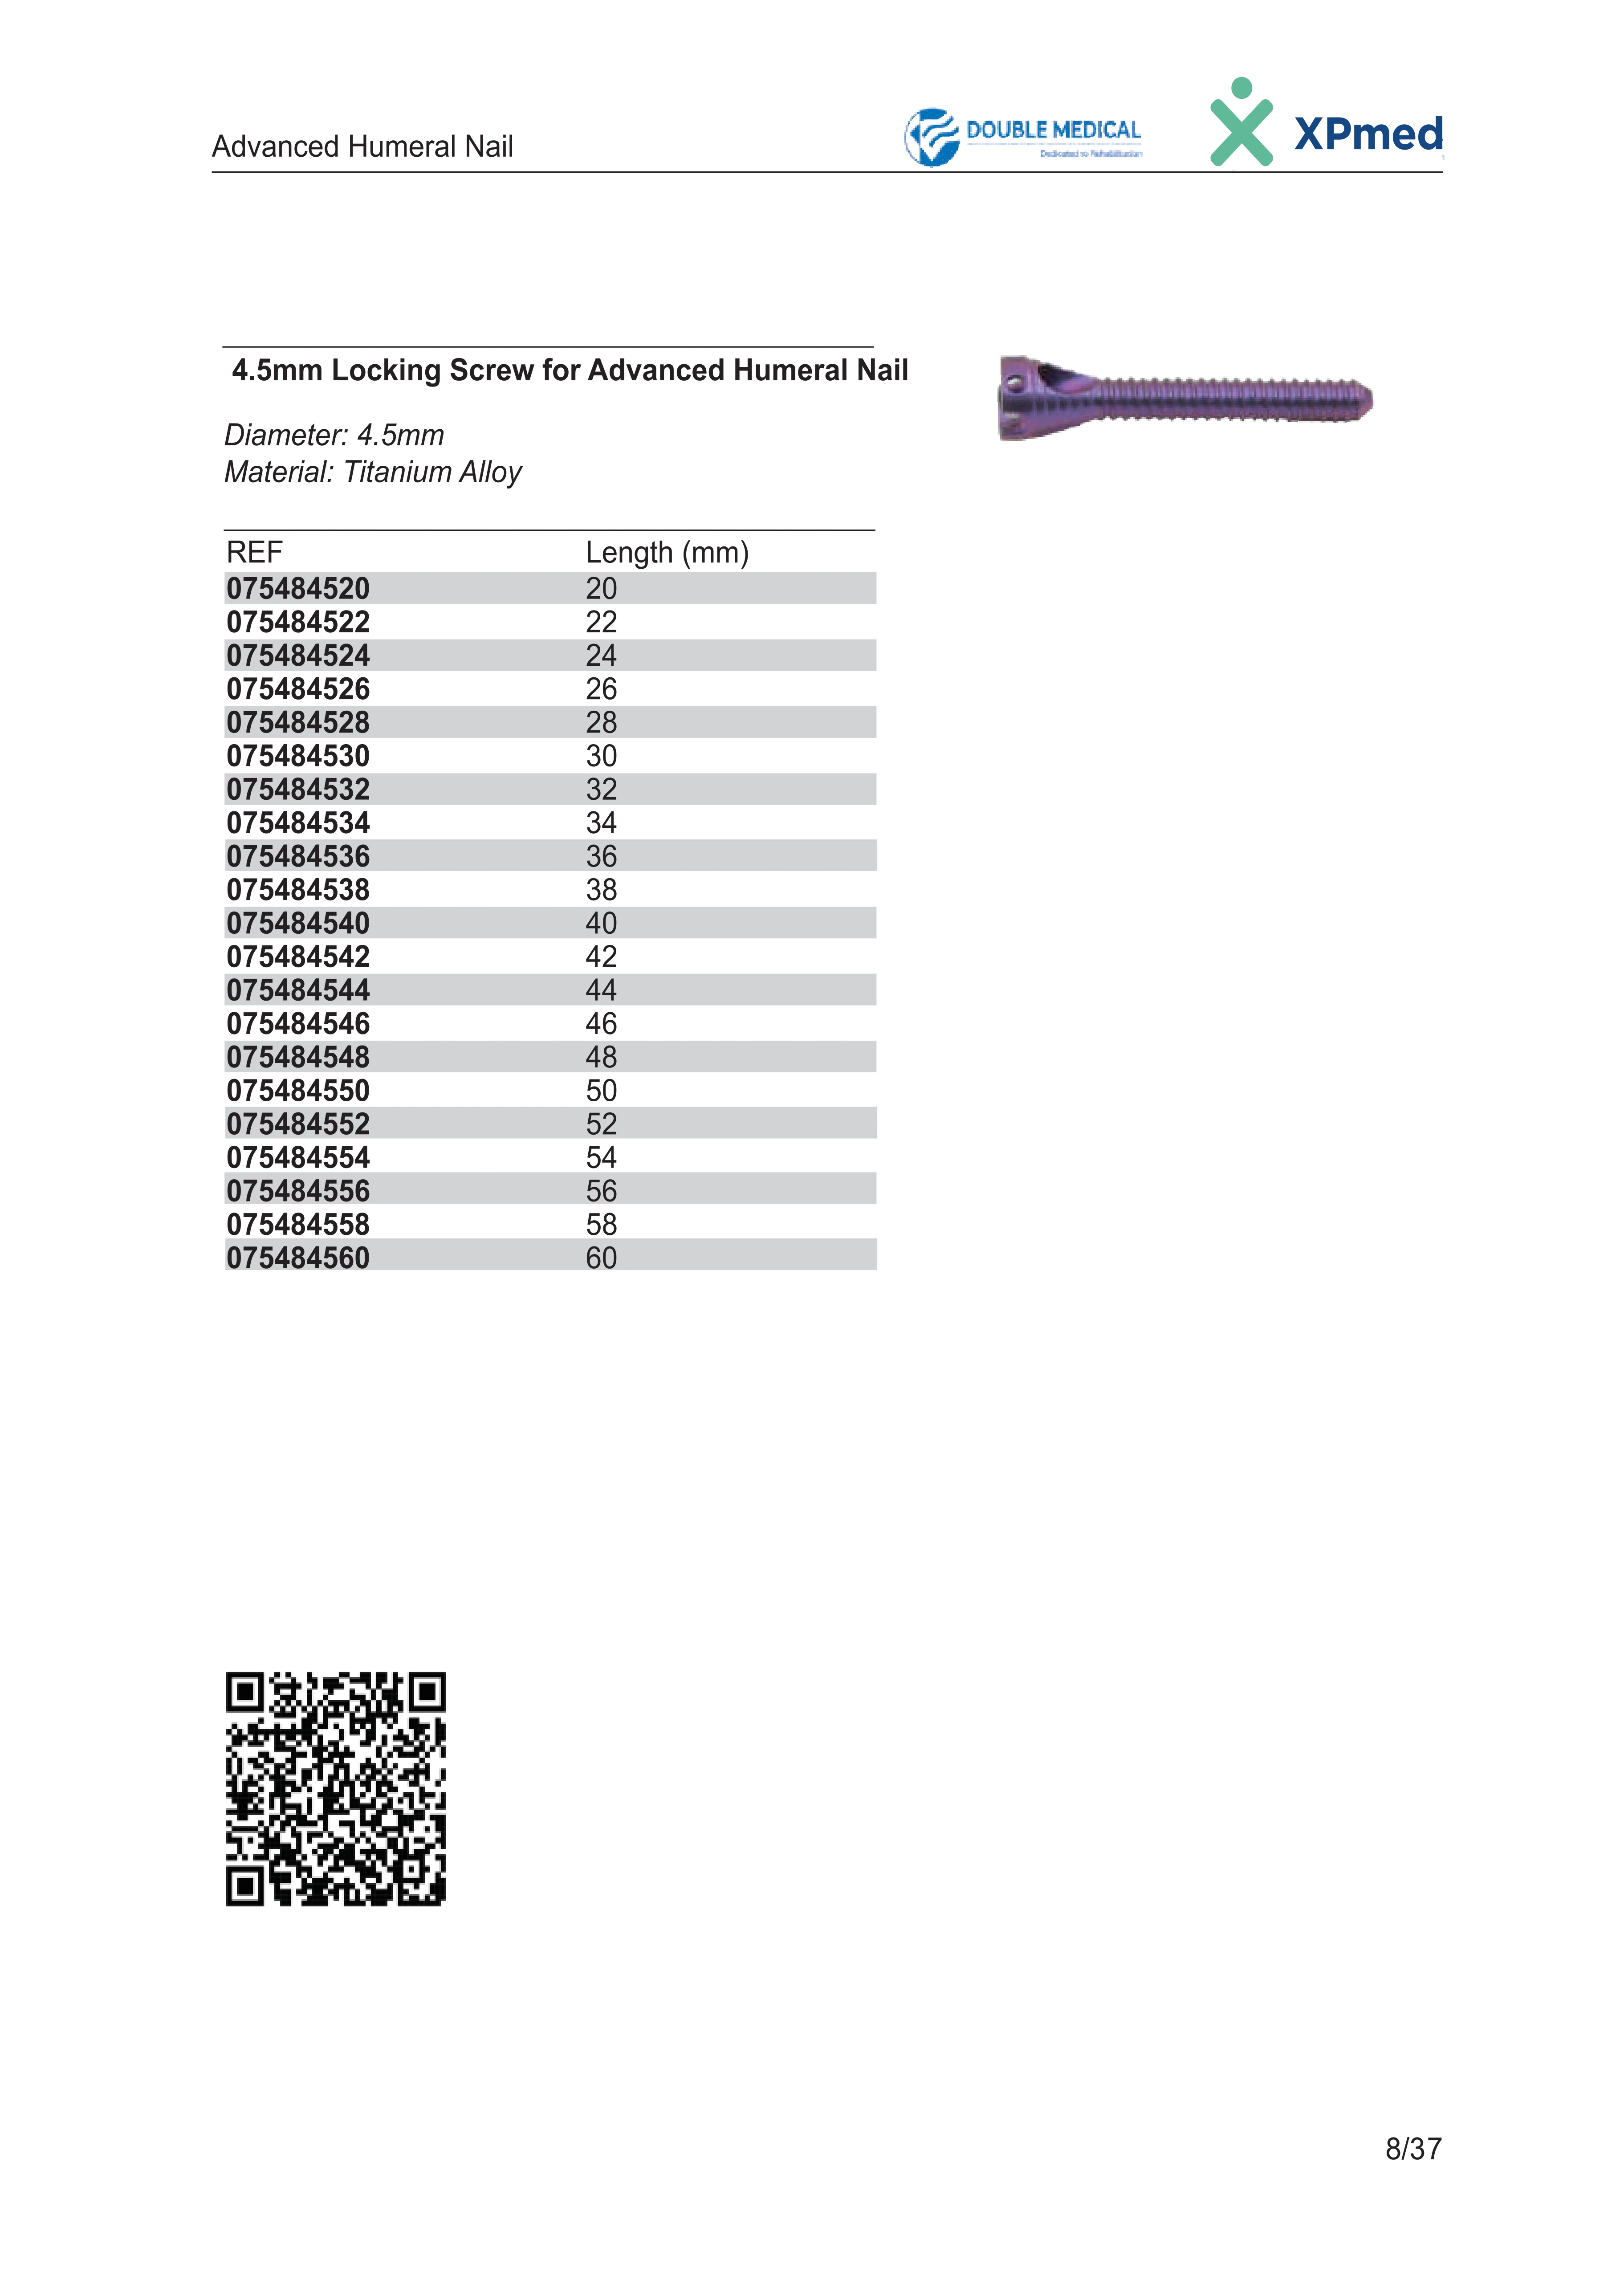 Advanced Humeral Nail
DOUBLE MEDICAL
Dedicated to Rehabilitation
XPmed
4.5mm Locking Screw for Advanced Humeral Nail
Diameter: 4.5mm
Material: Titanium Alloy
REF Length (mm)
075484520 20
075484522 22
075484524 24
075484526 26
075484528 28
075484530 30
075484532 32
075484534 34
075484536 36
075484538 38
075484540 40
075484542 42
075484544 44
075484546 46
075484548 48
075484550 50
075484552 52
075484554 54
075484556 56
075484558 58
075484560 60
8/37